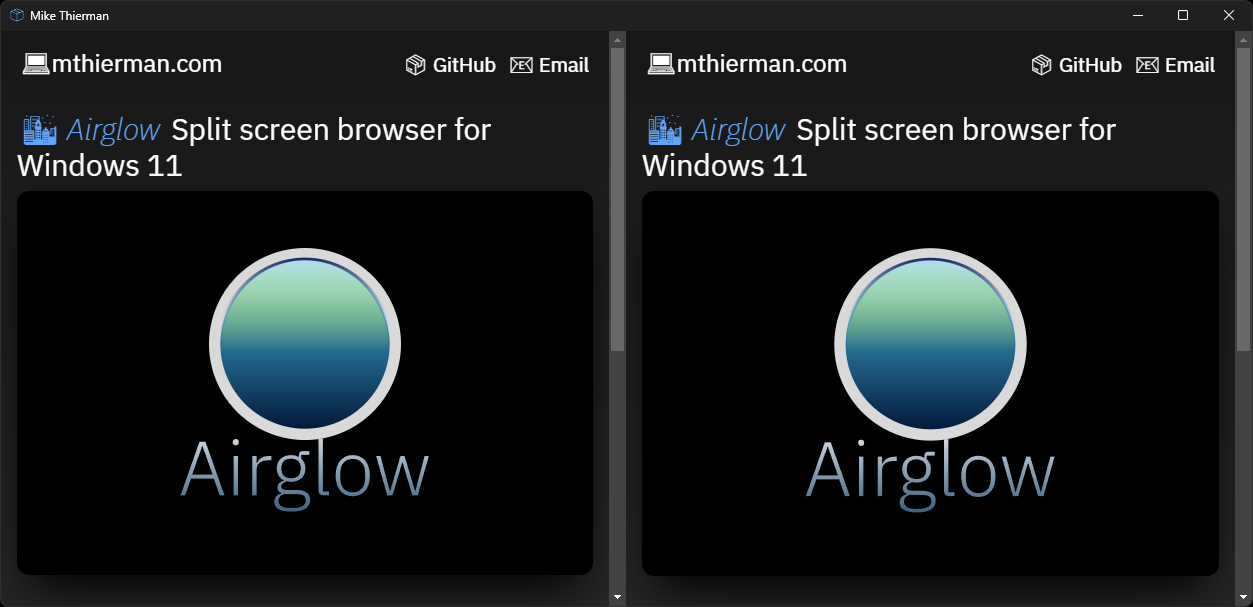 Mike Thierman
mthierman.com GitHub Email
Airglow Split screen browser for
Windows 11
Airglow
mthierman.com GitHub Email
Airglow Split screen browser for
Windows 11
Airglow